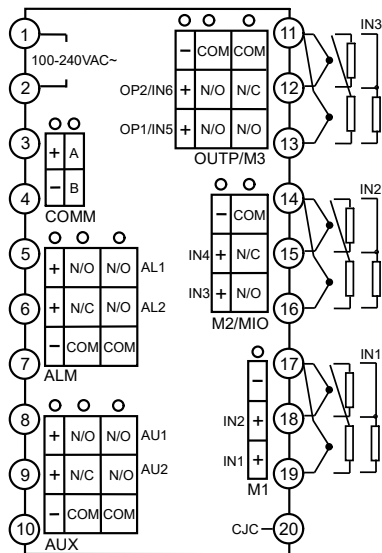 1
100-240VAC~
2
3
+ A
4
− B
COMM
5
+ N/O N/O AL1
6
+ N/C N/O AL2
7
− COM COM
ALM
8
+ N/O N/O AU1
9
+ N/C N/O AU2
10
− COM COM
AUX
11
− COM COM
IN3
12
OP2/IN6 + N/O N/C
13
OP1/IN5 + N/O N/O
OUTP/M3
14
− COM
IN2
15
IN4 + N/C
16
IN3 + N/O
M2/MIO
17
−
IN1
18
IN2 +
19
IN1 +
M1
CJC 20